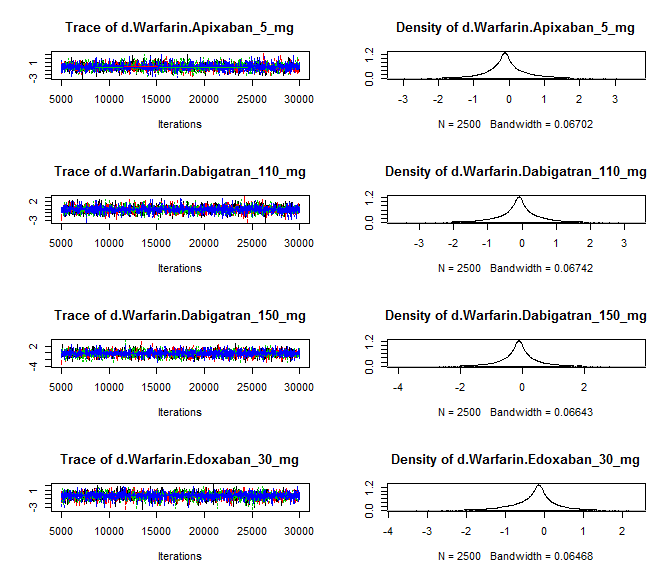 Trace of d.Warfarin.Apixaban_5_mg
-3 1
5000 10000 15000 20000 25000 30000
Iterations
Density of d.Warfarin.Apixaban_5_mg
0.0 1.2
-3 -2 -1 0 1 2 3
N = 2500 Bandwidth = 0.06702
Trace of d.Warfarin.Dabigatran_110_mg
-3 2
5000 10000 15000 20000 25000 30000
Iterations
Density of d.Warfarin.Dabigatran_110_mg
0.0 1.2
-3 -2 -1 0 1 2 3
N = 2500 Bandwidth = 0.06742
Trace of d.Warfarin.Dabigatran_150_mg
-4 2
5000 10000 15000 20000 25000 30000
Iterations
Density of d.Warfarin.Dabigatran_150_mg
0.0 1.2
-4 -2 0 2
N = 2500 Bandwidth = 0.06643
Trace of d.Warfarin.Edoxaban_30_mg
-3 1
5000 10000 15000 20000 25000 30000
Iterations
Density of d.Warfarin.Edoxaban_30_mg
0.0 1.2
-4 -3 -2 -1 0 1 2
N = 2500 Bandwidth = 0.06468